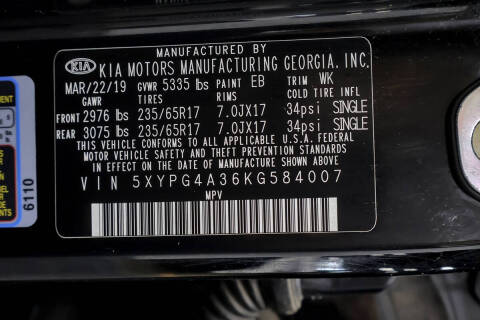 MANUFACTURED BY
KIA KIA MOTORS MANUFACTURING GEORGIA, INC.
MAR/22/19 GVWR 5335 lbs PAINT EB TRIM WK
GAWR TIRES RIMS COLD TIRE INFL
FRONT 2976 lbs 235/65R17 7.0JX17 34psi SINGLE
REAR 3075 lbs 235/65R17 7.0JX17 34psi SINGLE
THIS VEHICLE CONFORMS TO ALL APPLICABLE U.S.A. FEDERAL
MOTOR VEHICLE SAFETY AND THEFT PREVENTION STANDARDS
IN EFFECT ON THE DATE OF MANUFACTURE SHOWN ABOVE
VIN 5XYPG4A36KG584007
MPV
6110